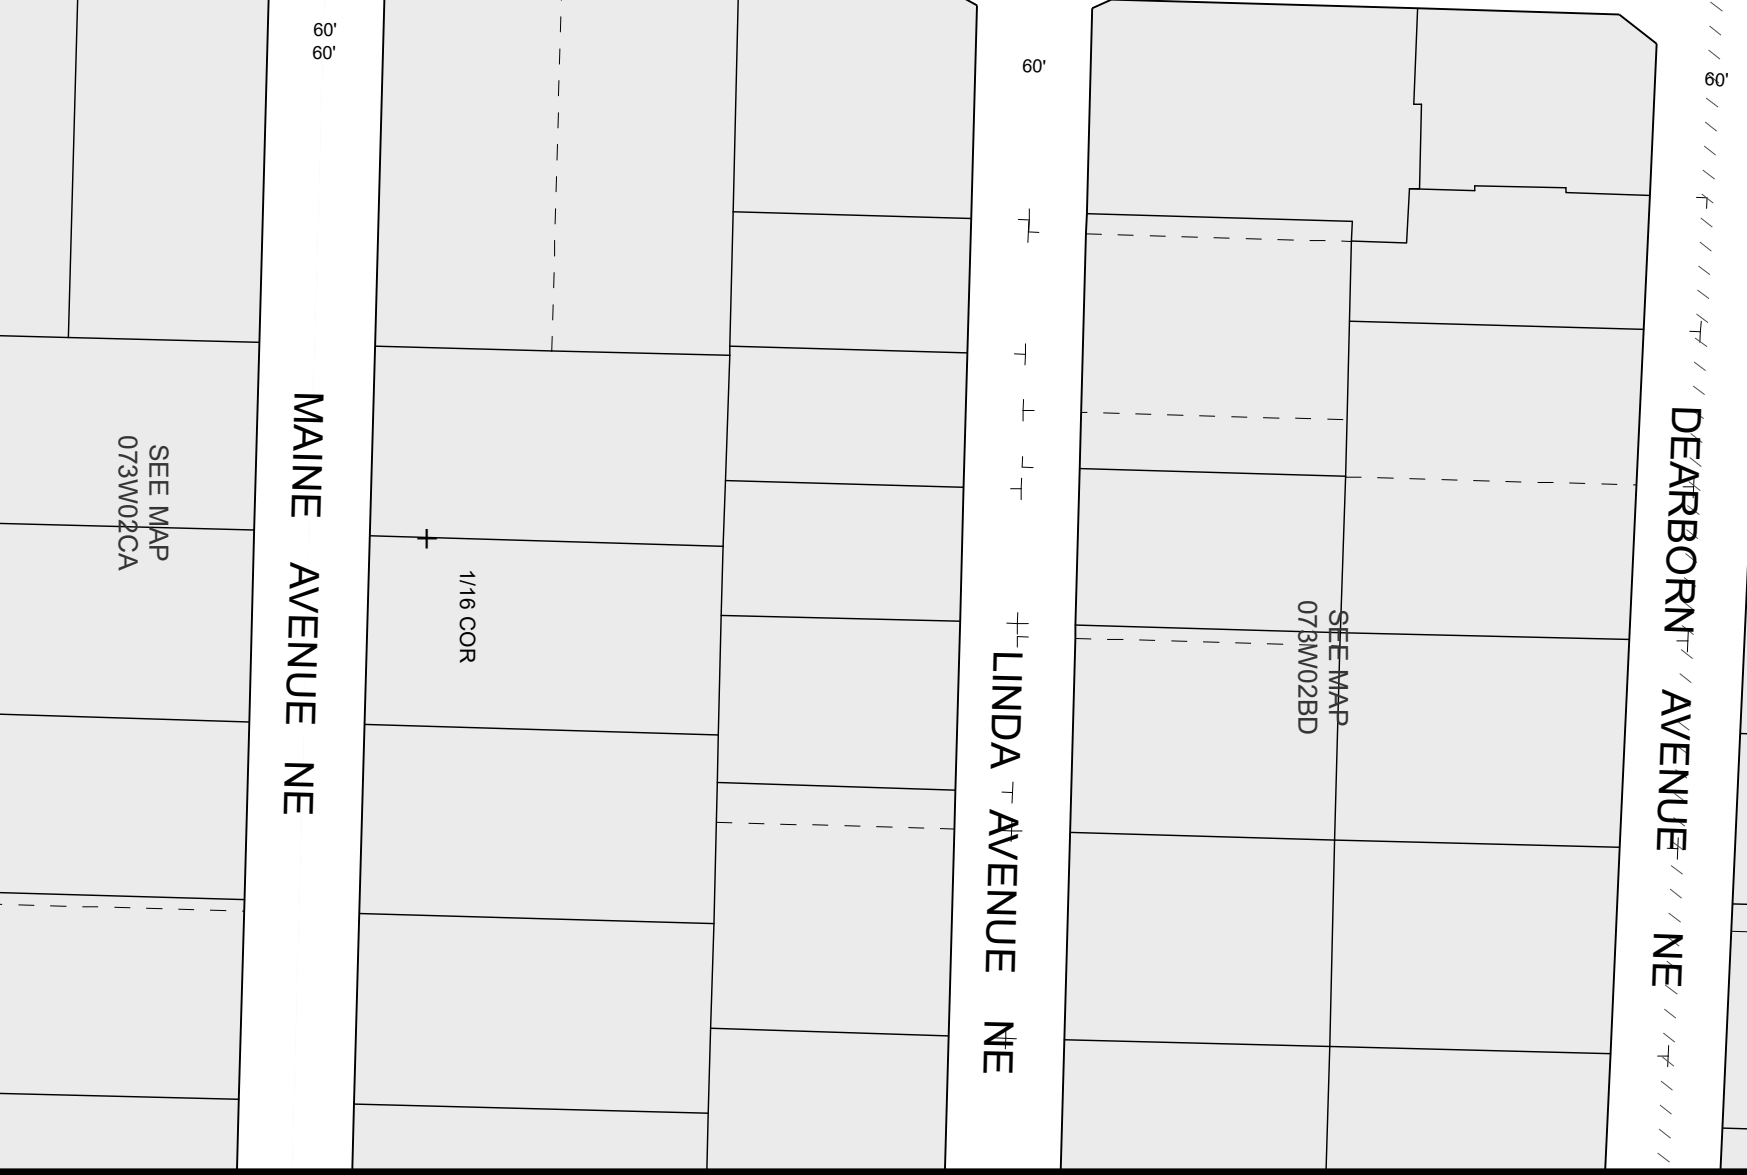 60'
60'
60'
60'
MAINE AVENUE NE
SEE MAP
073W02CA
1/16 COR
LINDA AVENUE NE
SEE MAP
073W02BD
DEARBORN AVENUE NE